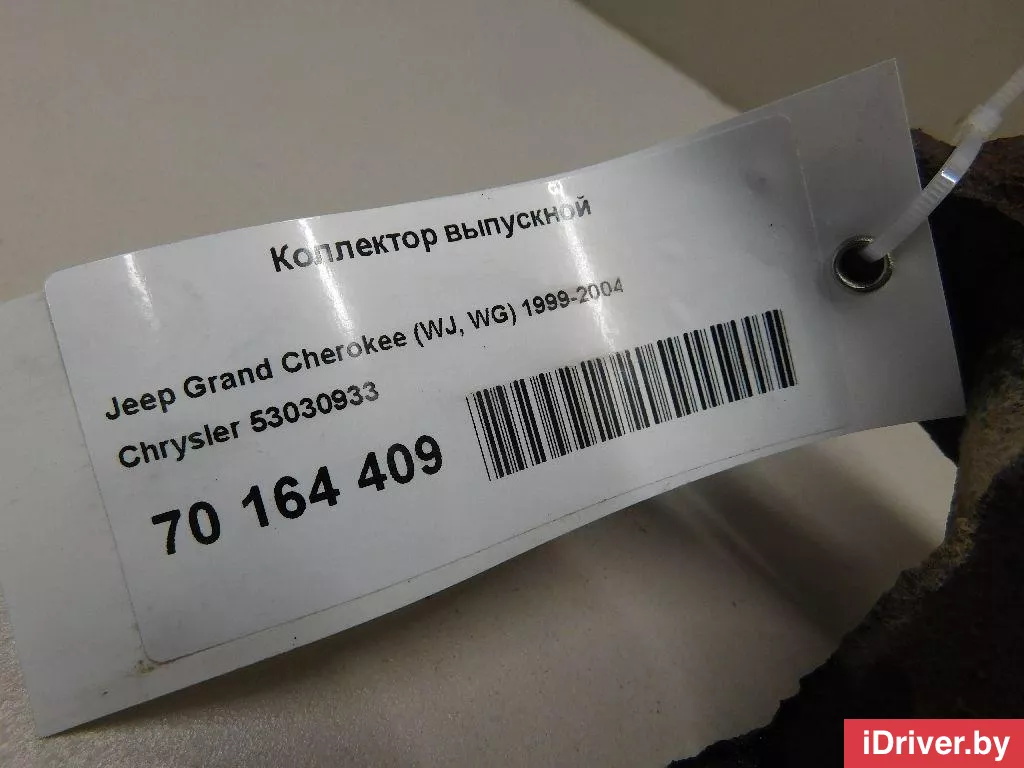 Коллектор выпускной
Jeep Grand Cherokee (WJ, WG) 1999-2004
Chrysler 53030933
70 164 409
iDriver.by